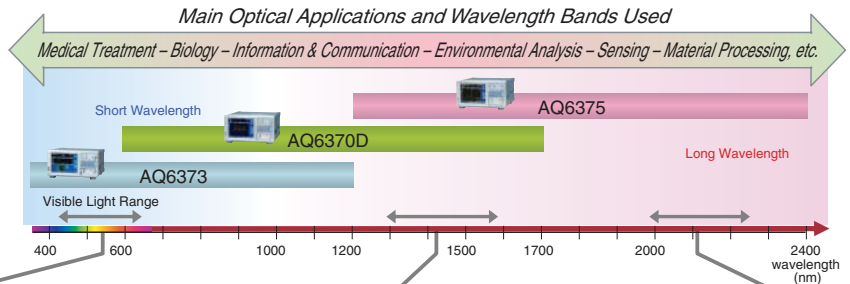 Main Optical Applications and Wavelength Bands Used
Medical Treatment – Biology – Information & Communication – Environmental Analysis – Sensing – Material Processing, etc.
Short Wavelength
AQ6375
AQ6370D
Long Wavelength
AQ6373
Visible Light Range
400 600 1000 1200 1500 1700 2000 2400
wavelength
(nm)